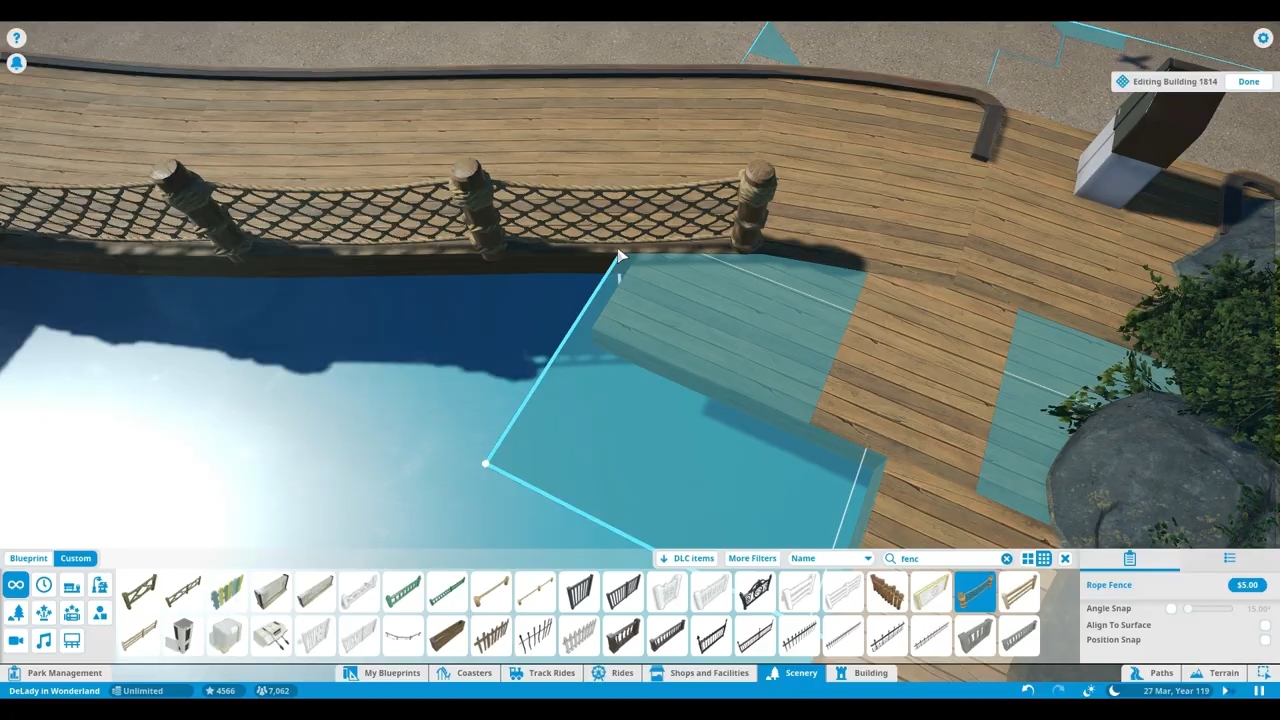 ?
Editing Building 1814 Done
Blueprint Custom DLC items More Filters Name fenc
Rope Fence $5.00
Angle Snap 15.00°
Align To Surface
Position Snap
Park Management My Blueprints Coasters Track Rides Rides Shops and Facilities Scenery Building Paths Terrain
DeLady in Wonderland Unlimited 4566 7,062 27 Mar, Year 119